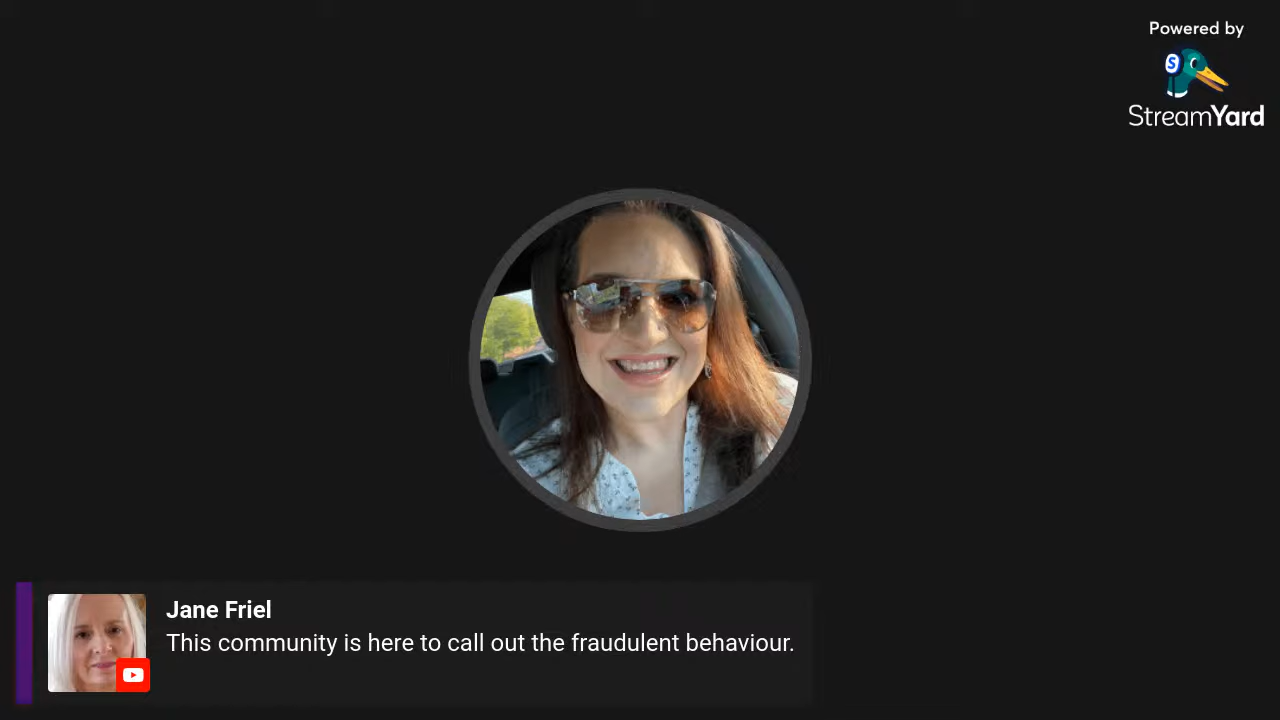 Powered by
S
StreamYard
Jane Friel
This community is here to call out the fraudulent behaviour.